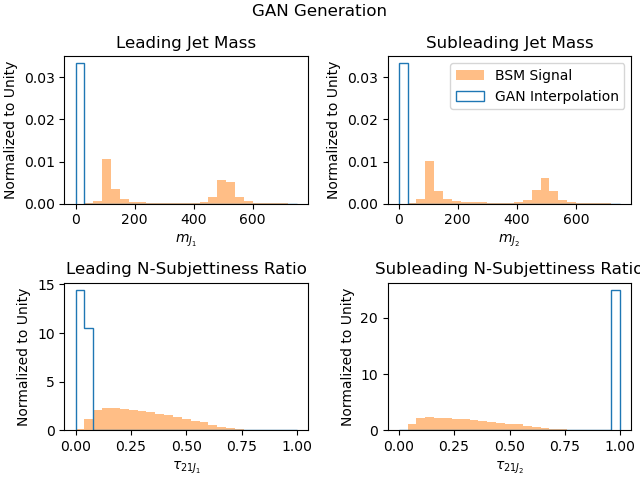 GAN Generation
Leading Jet Mass
Subleading Jet Mass
Normalized to Unity
0.03
0.02
0.01
0.00
0 200 400 600
m_{J_1}
Normalized to Unity
0.03
0.02
0.01
0.00
BSM Signal
GAN Interpolation
0 200 400 600
m_{J_2}
Leading N-Subjettiness Ratio
Subleading N-Subjettiness Ratio
Normalized to Unity
15
10
5
0
0.00 0.25 0.50 0.75 1.00
τ_{21J_1}
Normalized to Unity
20
10
0
0.00 0.25 0.50 0.75 1.00
τ_{21J_2}